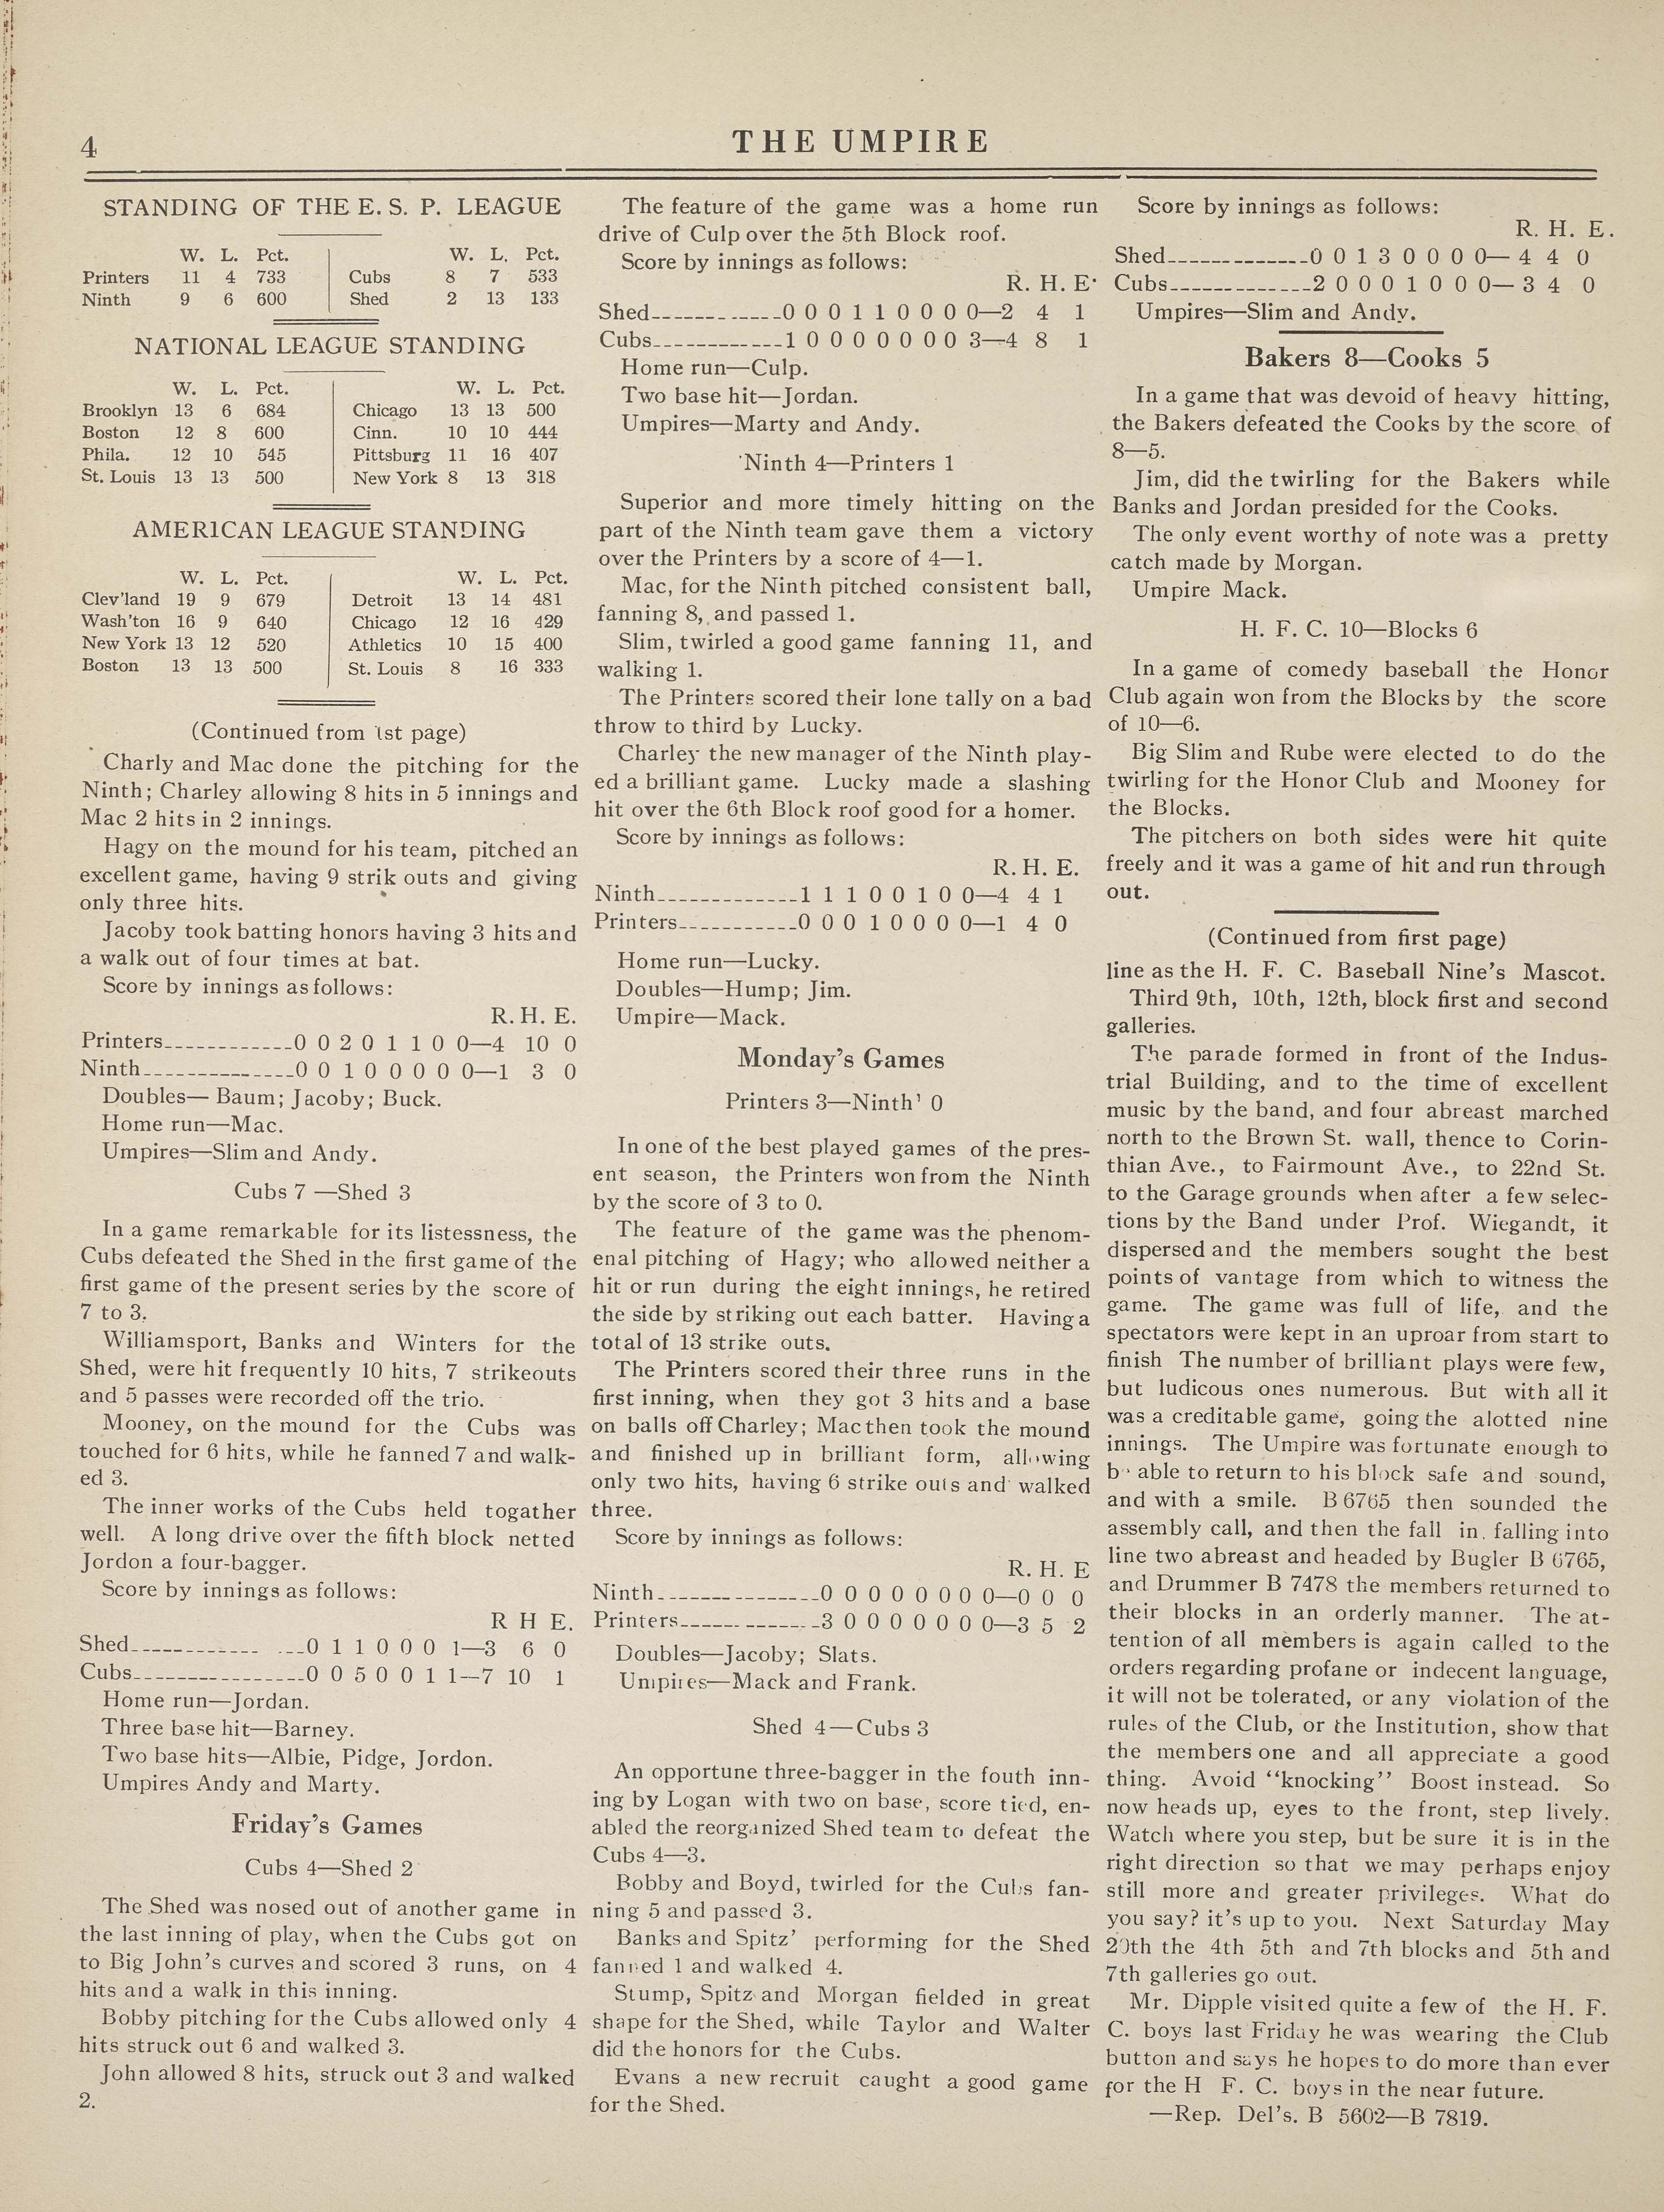 4
THE UMPIRE
STANDING OF THE E. S. P. LEAGUE
W. L. Pct. W. L. Pct.
Printers 11 4 733 Cubs 8 7 533
Ninth 9 6 600 Shed 2 13 133
NATIONAL LEAGUE STANDING
W. L. Pct. W. L. Pct.
Brooklyn 13 6 684 Chicago 13 13 500
Boston 12 8 600 Cinn. 10 10 444
Phila. 12 10 545 Pittsburg 11 16 407
St. Louis 13 13 500 New York 8 13 318
AMERICAN LEAGUE STANDING
W. L. Pct. W. L. Pct.
Clev'land 19 9 679 Detroit 13 14 481
Wash'ton 16 9 640 Chicago 12 16 429
New York 13 12 520 Athletics 10 15 400
Boston 13 13 500 St. Louis 8 16 333
(Continued from 1st page)
Charly and Mac done the pitching for the
Ninth; Charley allowing 8 hits in 5 innings and
Mac 2 hits in 2 innings.
Hagy on the mound for his team, pitched an
excellent game, having 9 strik outs and giving
only three hits.
Jacoby took batting honors having 3 hits and
a walk out of four times at bat.
Score by innings as follows:
R. H. E.
Printers------------0 0 2 0 1 1 0 0—4 10 0
Ninth---------------0 0 1 0 0 0 0 0—1 3 0
Doubles— Baum; Jacoby; Buck.
Home run—Mac.
Umpires—Slim and Andy.
Cubs 7 —Shed 3
In a game remarkable for its listessness, the
Cubs defeated the Shed in the first game of the
first game of the present series by the score of
7 to 3.
Williamsport, Banks and Winters for the
Shed, were hit frequently 10 hits, 7 strikeouts
and 5 passes were recorded off the trio.
Mooney, on the mound for the Cubs was
touched for 6 hits, while he fanned 7 and walk-
ed 3.
The inner works of the Cubs held togather
well. A long drive over the fifth block netted
Jordon a four-bagger.
Score by innings as follows:
R H E.
Shed------------ ---0 1 1 0 0 0 1—3 6 0
Cubs----------------0 0 5 0 0 1 1—7 10 1
Home run—Jordan.
Three base hit—Barney.
Two base hits—Albie, Pidge, Jordon.
Umpires Andy and Marty.
Friday's Games
Cubs 4—Shed 2
The Shed was nosed out of another game in
the last inning of play, when the Cubs got on
to Big John's curves and scored 3 runs, on 4
hits and a walk in this inning.
Bobby pitching for the Cubs allowed only 4
hits struck out 6 and walked 3.
John allowed 8 hits, struck out 3 and walked
2.
The feature of the game was a home run
drive of Culp over the 5th Block roof.
Score by innings as follows:
R. H. E.
Shed------------0 0 0 1 1 0 0 0 0—2 4 1
Cubs------------1 0 0 0 0 0 0 0 3—4 8 1
Home run—Culp.
Two base hit—Jordan.
Umpires—Marty and Andy.
Ninth 4—Printers 1
Superior and more timely hitting on the
part of the Ninth team gave them a victory
over the Printers by a score of 4—1.
Mac, for the Ninth pitched consistent ball,
fanning 8, and passed 1.
Slim, twirled a good game fanning 11, and
walking 1.
The Printers scored their lone tally on a bad
throw to third by Lucky.
Charley the new manager of the Ninth play-
ed a brilliant game. Lucky made a slashing
hit over the 6th Block roof good for a homer.
Score by innings as follows:
R. H. E.
Ninth-------------1 1 1 0 0 1 0 0—4 4 1
Printers-----------0 0 0 1 0 0 0 0—1 4 0
Home run—Lucky.
Doubles—Hump; Jim.
Umpire—Mack.
Monday's Games
Printers 3—Ninth' 0
In one of the best played games of the pres-
ent season, the Printers won from the Ninth
by the score of 3 to 0.
The feature of the game was the phenom-
enal pitching of Hagy; who allowed neither a
hit or run during the eight innings, he retired
the side by striking out each batter. Having a
total of 13 strike outs.
The Printers scored their three runs in the
first inning, when they got 3 hits and a base
on balls off Charley; Mac then took the mound
and finished up in brilliant form, allowing
only two hits, having 6 strike outs and walked
three.
Score by innings as follows:
R. H. E
Ninth---------------0 0 0 0 0 0 0 0—0 0 0
Printers-------------3 0 0 0 0 0 0 0—3 5 2
Doubles—Jacoby; Slats.
Umpires—Mack and Frank.
Shed 4—Cubs 3
An opportune three-bagger in the fouth inn-
ing by Logan with two on base, score tied, en-
abled the reorganized Shed team to defeat the
Cubs 4—3.
Bobby and Boyd, twirled for the Cubs fan-
ning 5 and passed 3.
Banks and Spitz' performing for the Shed
fanned 1 and walked 4.
Stump, Spitz and Morgan fielded in great
shape for the Shed, while Taylor and Walter
did the honors for the Cubs.
Evans a new recruit caught a good game
for the Shed.
Score by innings as follows:
R. H. E.
Shed-------------0 0 1 3 0 0 0 0—4 4 0
Cubs-------------2 0 0 0 1 0 0 0—3 4 0
Umpires—Slim and Andy.
Bakers 8—Cooks 5
In a game that was devoid of heavy hitting,
the Bakers defeated the Cooks by the score of
8—5.
Jim, did the twirling for the Bakers while
Banks and Jordan presided for the Cooks.
The only event worthy of note was a pretty
catch made by Morgan.
Umpire Mack.
H. F. C. 10—Blocks 6
In a game of comedy baseball the Honor
Club again won from the Blocks by the score
of 10—6.
Big Slim and Rube were elected to do the
twirling for the Honor Club and Mooney for
the Blocks.
The pitchers on both sides were hit quite
freely and it was a game of hit and run through
out.
(Continued from first page)
line as the H. F. C. Baseball Nine's Mascot.
Third 9th, 10th, 12th, block first and second
galleries.
The parade formed in front of the Indus-
trial Building, and to the time of excellent
music by the band, and four abreast marched
north to the Brown St. wall, thence to Corin-
thian Ave., to Fairmount Ave., to 22nd St.
to the Garage grounds when after a few selec-
tions by the Band under Prof. Wiegandt, it
dispersed and the members sought the best
points of vantage from which to witness the
game. The game was full of life, and the
spectators were kept in an uproar from start to
finish The number of brilliant plays were few,
but ludicous ones numerous. But with all it
was a creditable game, going the alotted nine
innings. The Umpire was fortunate enough to
be able to return to his block safe and sound,
and with a smile. B 6765 then sounded the
assembly call, and then the fall in. falling into
line two abreast and headed by Bugler B 6765,
and Drummer B 7478 the members returned to
their blocks in an orderly manner. The at-
tention of all members is again called to the
orders regarding profane or indecent language,
it will not be tolerated, or any violation of the
rules of the Club, or the Institution, show that
the members one and all appreciate a good
thing. Avoid "knocking" Boost instead. So
now heads up, eyes to the front, step lively.
Watch where you step, but be sure it is in the
right direction so that we may perhaps enjoy
still more and greater privileges. What do
you say? it's up to you. Next Saturday May
20th the 4th 5th and 7th blocks and 5th and
7th galleries go out.
Mr. Dipple visited quite a few of the H. F.
C. boys last Friday he was wearing the Club
button and says he hopes to do more than ever
for the H F. C. boys in the near future.
—Rep. Del's. B 5602—B 7819.